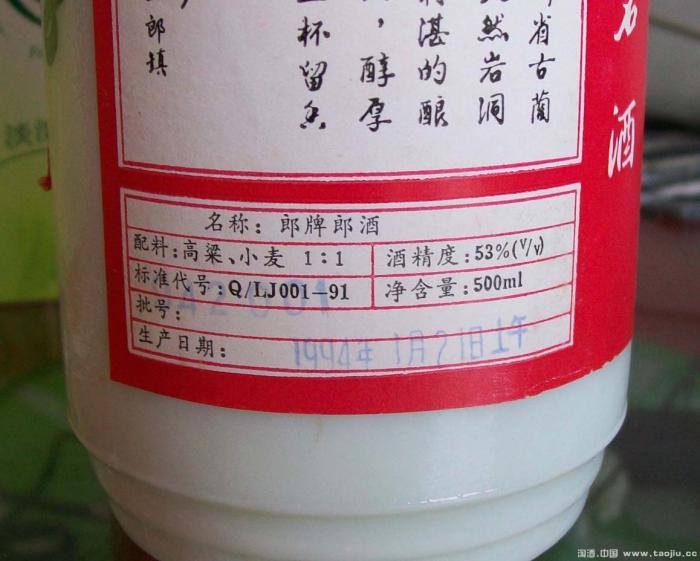 郎填
杯留香
,醇厚
湛的酿
然岩洞
省古蔺
酒
名称:郎牌郎酒
配料:高粱、小麦 1:1
酒精度:53%(V/V)
标准代号:Q/LJ001-91
净含量:500ml
批号:
生产日期: 1994年1月21日
淘酒.中国 www.taojiu.cc